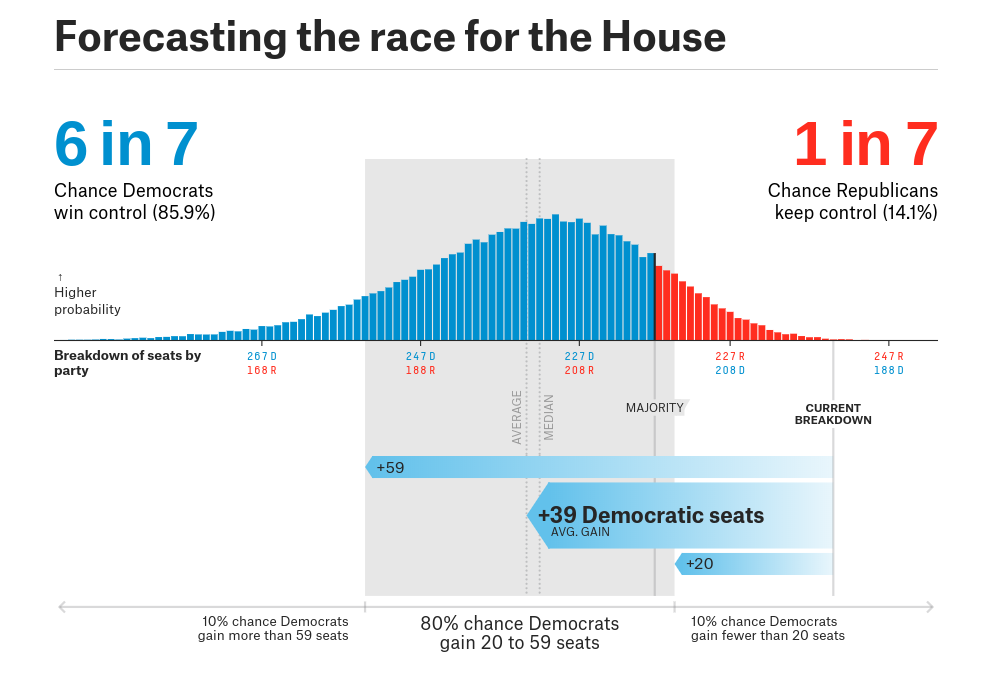 Forecasting the race for the House
6 in 7
Chance Democrats
win control (85.9%)
1 in 7
Chance Republicans
keep control (14.1%)
↑
Higher
probability
Breakdown of seats by
party
267 D
168 R
247 D
188 R
227 D
208 R
227 R
208 D
247 R
188 D
AVERAGE
MEDIAN
MAJORITY
CURRENT
BREAKDOWN
+59
+39 Democratic seats
AVG. GAIN
+20
10% chance Democrats
gain more than 59 seats
80% chance Democrats
gain 20 to 59 seats
10% chance Democrats
gain fewer than 20 seats